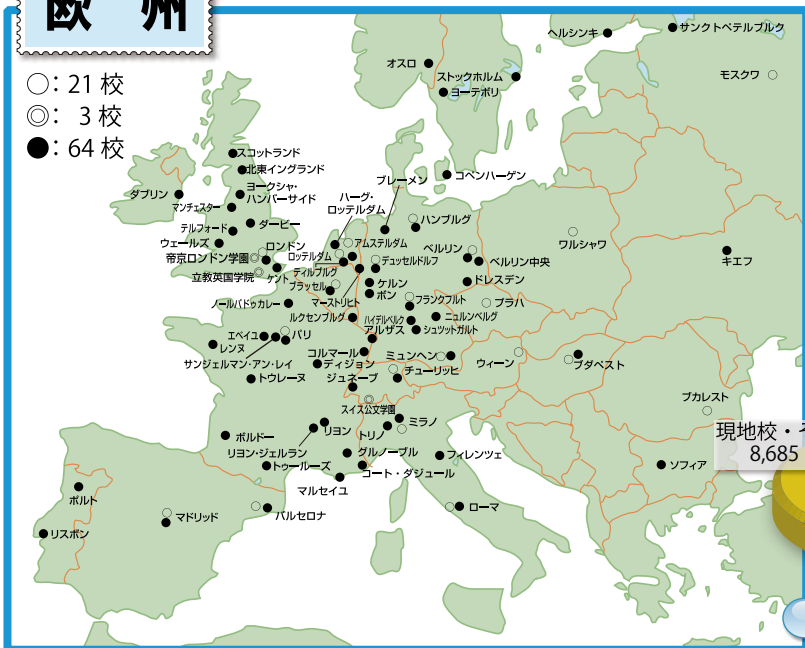 欧 州
○: 21 校
◎: 3 校
●: 64 校
ヘルシンキ
サンクトペテルブルク
オスロ
ストックホルム
ヨーテボリ
モスクワ
スコットランド
北東イングランド
ヨークシャ・
ハンバーサイド
ダブリン
マンチェスター
テルフォード
ダービー
ウェールズ
ロンドン
帝京ロンドン学園
立教英国学院
ケント
ブレーメン
コペンハーゲン
ハーグ・
ロッテルダム
ハンブルグ
アムステルダム
ロッテルダム
デュッセルドルフ
ティルブルグ
ブラッセル
マーストリヒト
ベルリン
ベルリン中央
ワルシャワ
キエフ
ケルン
ボン
ドレスデン
フランクフルト
プラハ
ノールパドゥカレー
ルクセンブルグ
ハイデルベルク
ニュルンベルグ
アルザス
シュツットガルト
エベイユ
パリ
レンヌ
サンジェルマン・アン・レイ
コルマール
ディジョン
ミュンヘン
ウィーン
ブダペスト
トウレーヌ
ジュネーブ
チューリッヒ
スイス公文学園
ブカレスト
ボルドー
リヨン
ミラノ
トリノ
リヨン・ジェルラン
グルノーブル
フィレンツェ
トゥールーズ
コート・ダジュール
マルセイユ
ソフィア
現地校・
8,685
ポルト
リスボン
マドリッド
バルセロナ
ローマ